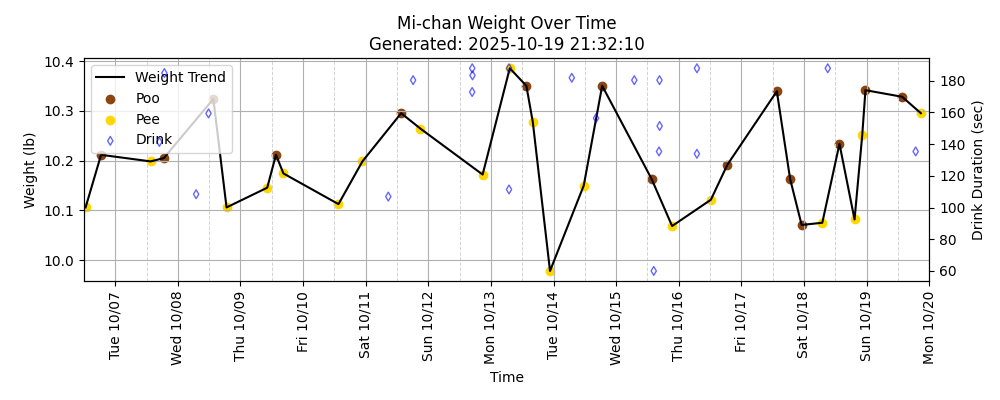 Mi-chan Weight Over Time
Generated: 2025-10-19 21:32:10
Weight (lb)
10.4
10.3
10.2
10.1
10.0
Weight Trend
Poo
Pee
Drink
180
160
140
120
100
80
60
Drink Duration (sec)
Tue 10/07
Wed 10/08
Thu 10/09
Fri 10/10
Sat 10/11
Sun 10/12
Mon 10/13
Tue 10/14
Wed 10/15
Thu 10/16
Fri 10/17
Sat 10/18
Sun 10/19
Mon 10/20
Time